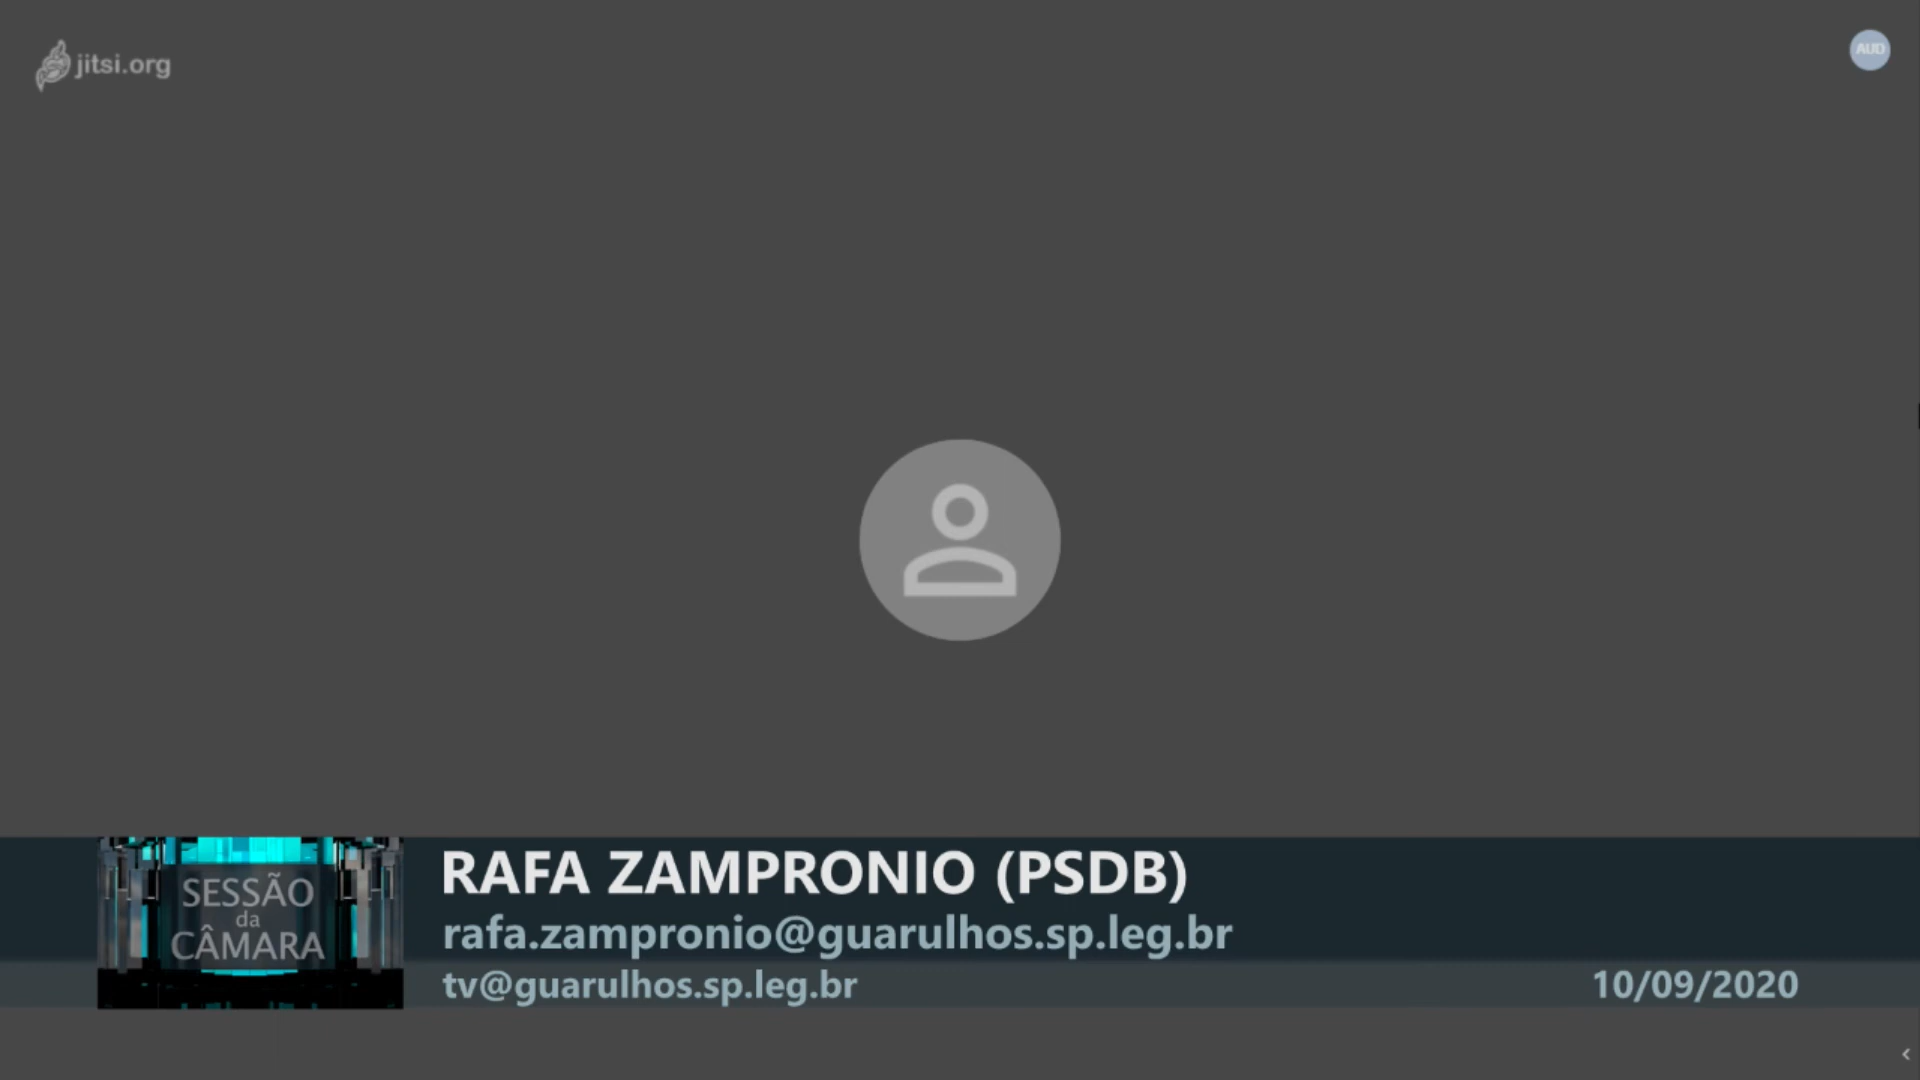 jitsi.org
AUD
SESSÃO
da
CÂMARA
RAFA ZAMPRONIO (PSDB)
rafa.zampronio@guarulhos.sp.leg.br
tv@guarulhos.sp.leg.br
10/09/2020